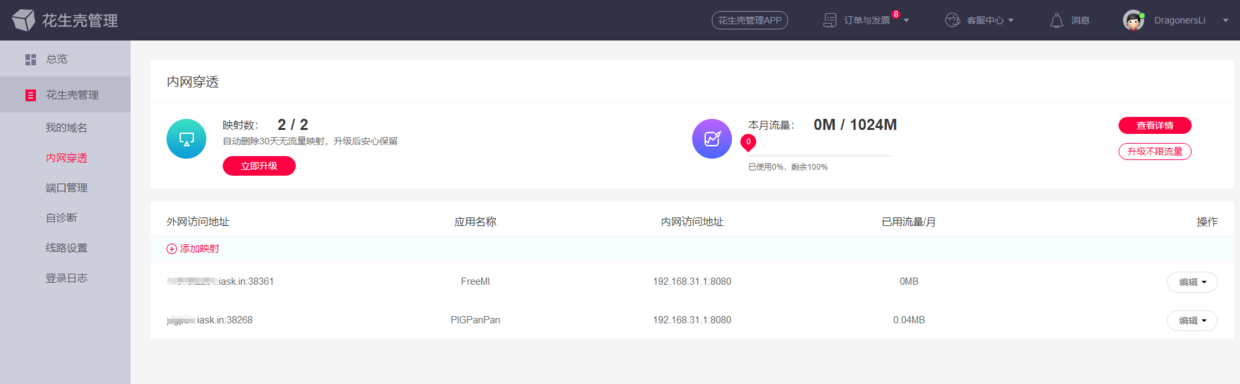 花生壳管理
花生壳管理APP
订单与发票 8
客服中心
消息
DragonersLi
总览
花生壳管理
我的域名
内网穿透
端口管理
自诊断
线路设置
登录日志
内网穿透
映射数: 2 / 2
自动删除30天无流量映射，升级后安心保留
立即升级
本月流量: 0M / 1024M
0
已使用0%，剩余100%
查看详情
升级不限流量
外网访问地址 应用名称 内网访问地址 已用流量/月 操作
添加映射
.iask.in:38361 FreeMI 192.168.31.1:8080 0MB 编辑
.iask.in:38268 PIGPanPan 192.168.31.1:8080 0.04MB 编辑